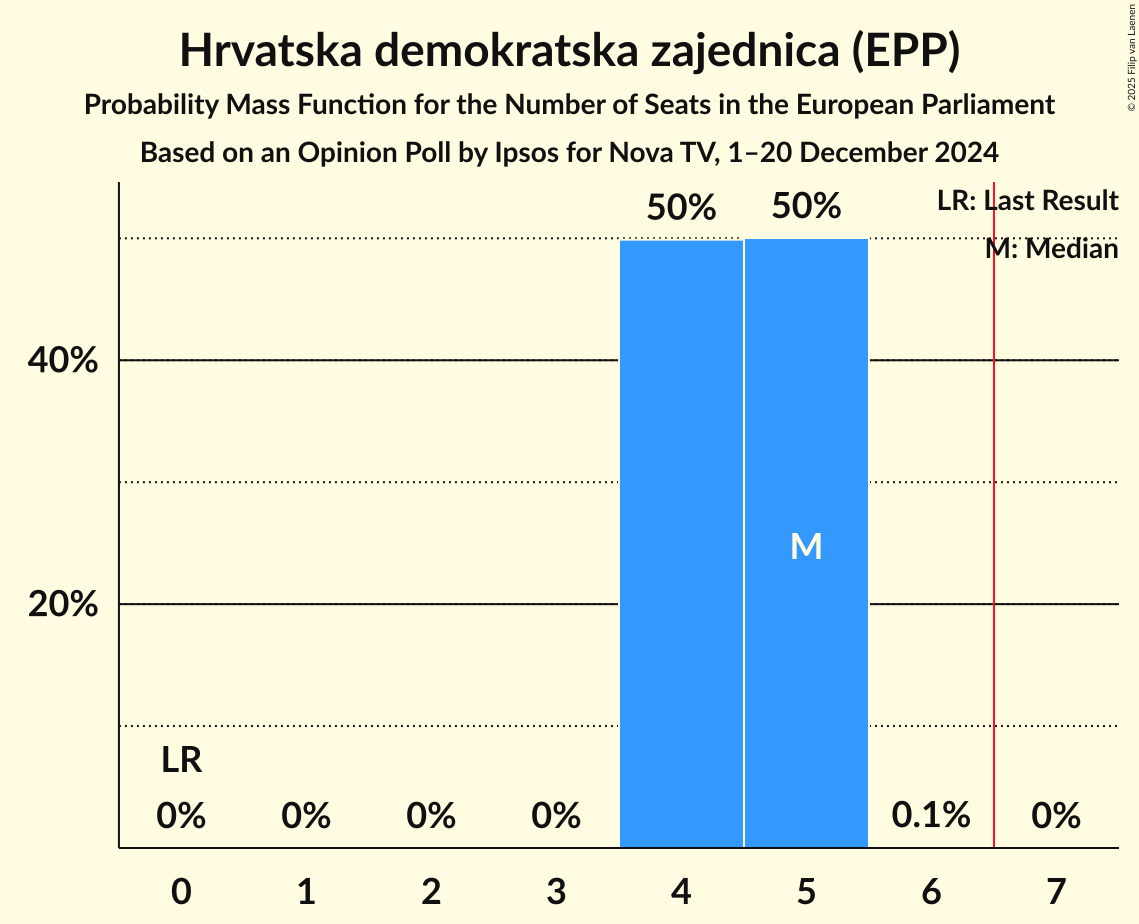 Hrvatska demokratska zajednica (EPP)
Probability Mass Function for the Number of Seats in the European Parliament
Based on an Opinion Poll by Ipsos for Nova TV, 1–20 December 2024
© 2025 Filip van Laenen
50% 50%
LR: Last Result
M: Median
40%
M
20%
LR
0% 0% 0% 0% 0.1% 0%
0 1 2 3 4 5 6 7